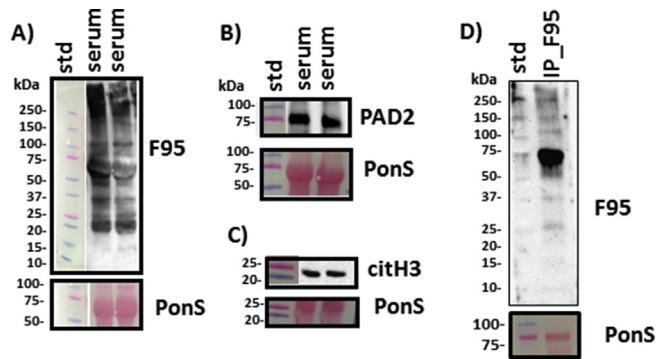 A)
std
serum
serum
kDa
250-
150-
100-
75-
50-
37-
25-
20-
15-
10-
F95
100-
75-
50-
PonS
B)
std
serum
serum
kDa
100-
75-
PAD2
100-
75-
50-
PonS
C)
25-
20-
citH3
25-
20-
PonS
D)
std
IP_F95
kDa
250-
150-
100-
75-
50-
37-
25-
20-
15-
10-
F95
100-
75-
PonS